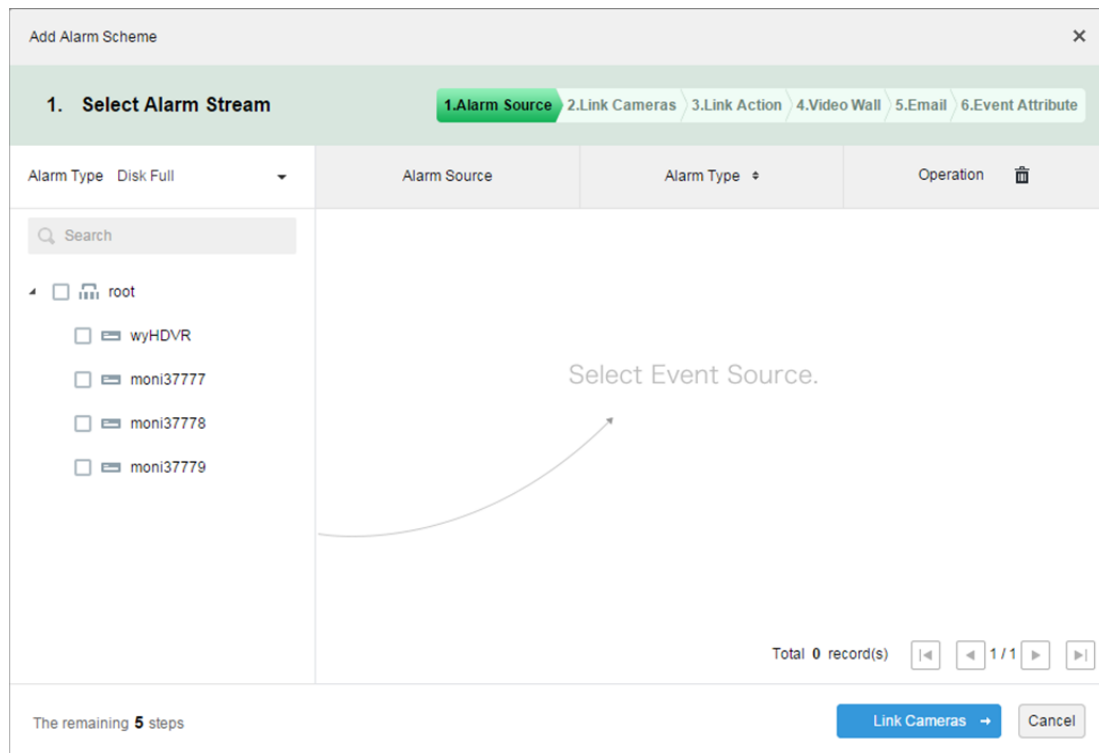 Add Alarm Scheme
1. Select Alarm Stream
1.Alarm Source 2.Link Cameras 3.Link Action 4.Video Wall 5.Email 6.Event Attribute
Alarm Type Disk Full
Alarm Source Alarm Type Operation
Search
root
wyHDVR
moni37777
moni37778
moni37779
Select Event Source.
Total 0 record(s) 1 / 1
The remaining 5 steps
Link Cameras
Cancel